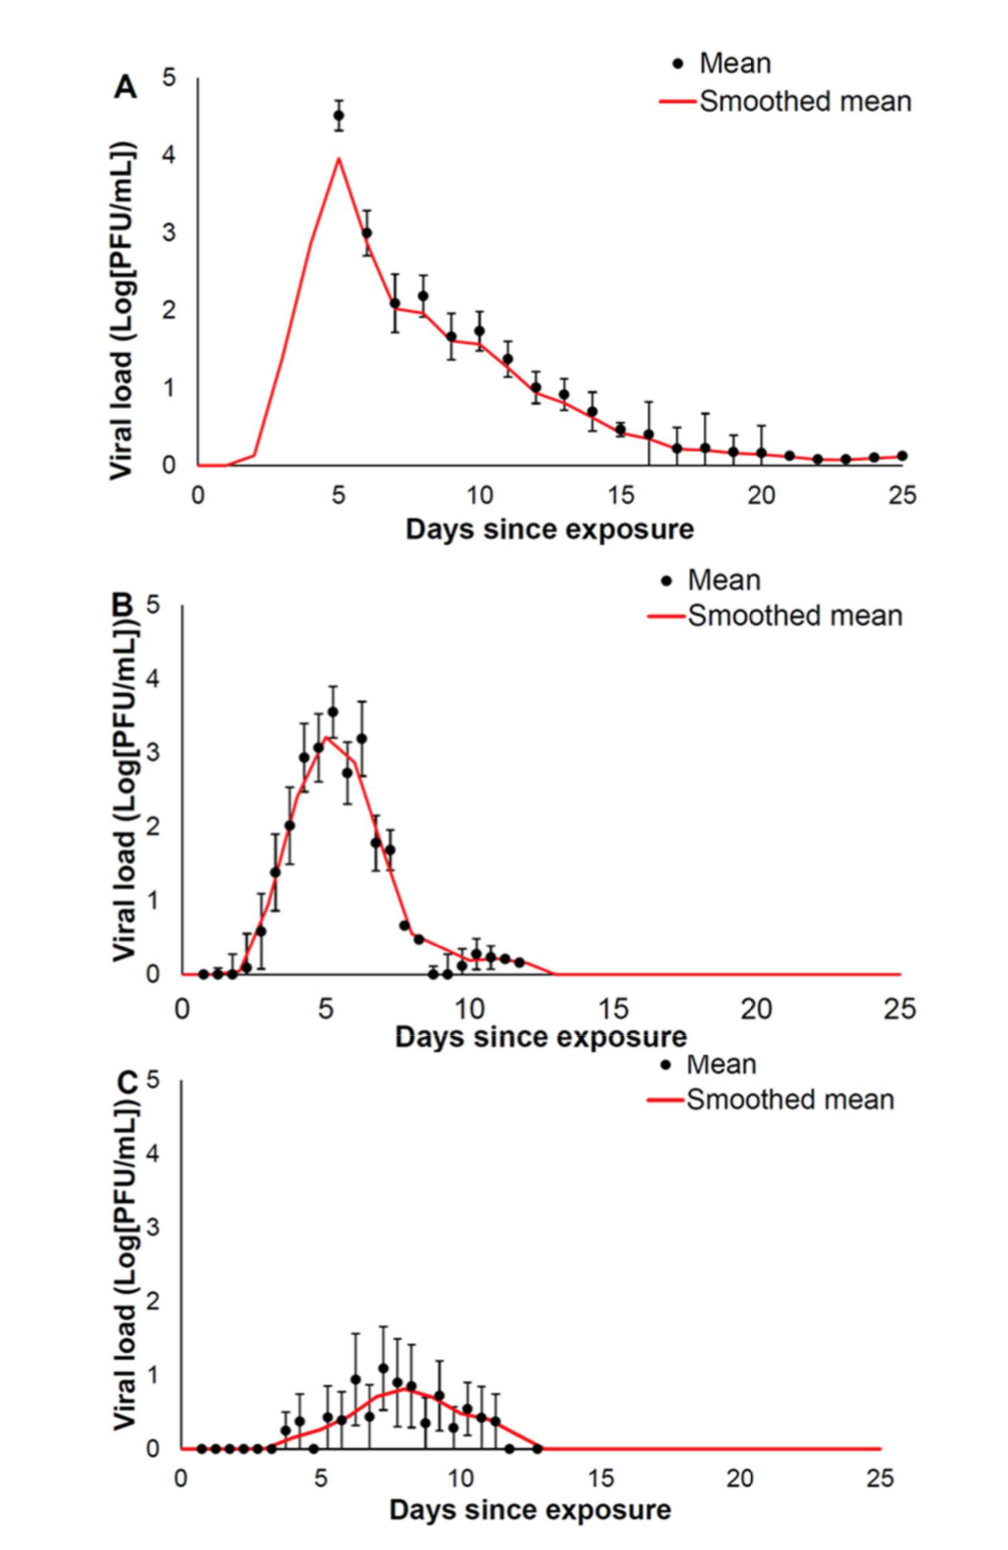 A
Mean
Smoothed mean
Viral load (Log[PFU/mL])
5
4
3
2
1
0
0 5 10 15 20 25
Days since exposure
B
Mean
Smoothed mean
Viral load (Log[PFU/mL])
5
4
3
2
1
0
0 5 10 15 20 25
Days since exposure
C
Mean
Smoothed mean
Viral load (Log[PFU/mL])
5
4
3
2
1
0
0 5 10 15 20 25
Days since exposure